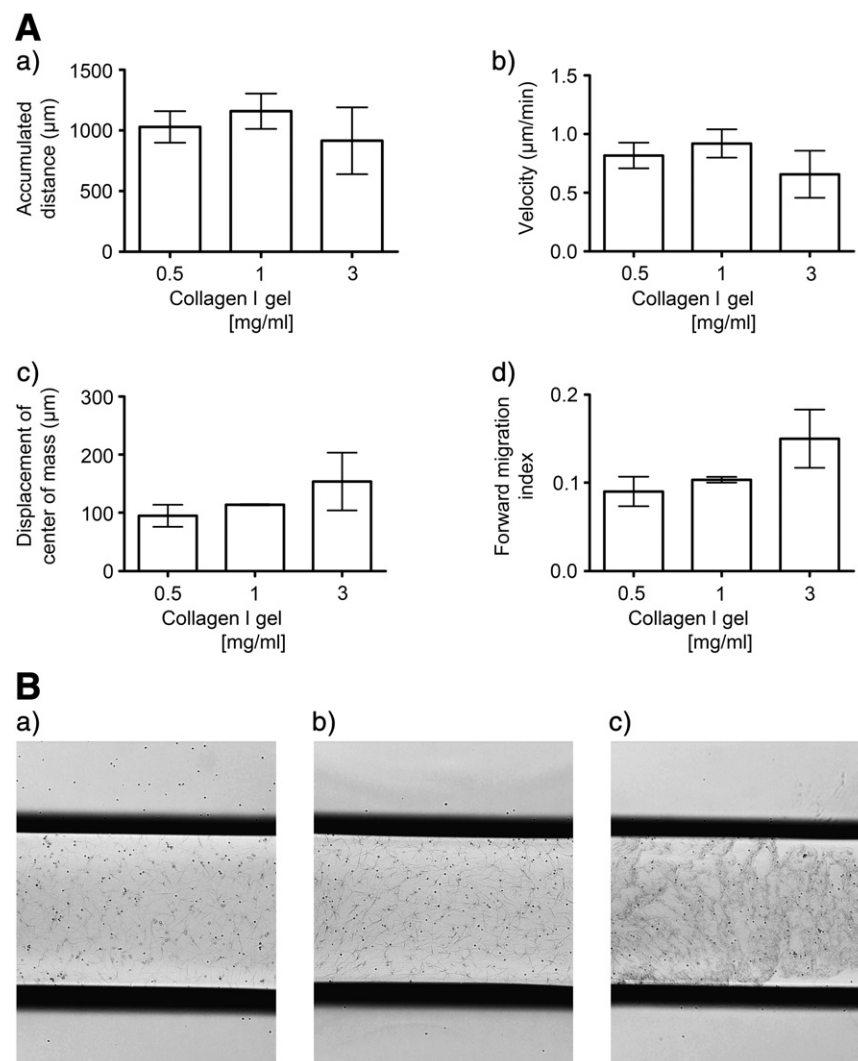 A
a)
Accumulated
distance (µm)
1500
1000
500
0
0.5 1 3
Collagen I gel
[mg/ml]
b)
Velocity (µm/min)
1.5
1.0
0.5
0.0
0.5 1 3
Collagen I gel
[mg/ml]
c)
Displacement of
center of mass (µm)
300
200
100
0
0.5 1 3
Collagen I gel
[mg/ml]
d)
Forward migration
index
0.2
0.1
0.0
0.5 1 3
Collagen I gel
[mg/ml]
B
a)
b)
c)